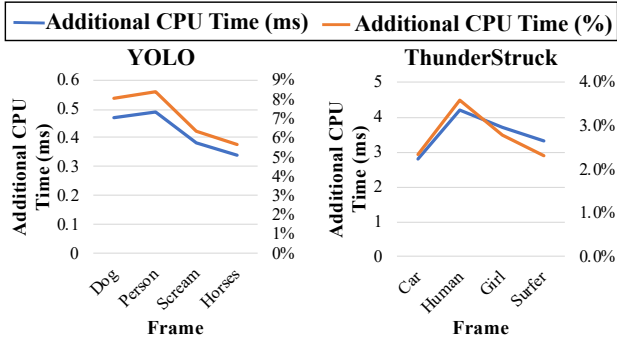 Additional CPU Time (ms) Additional CPU Time (%)
YOLO
0.6
0.5
0.4
0.3
0.2
0.1
0
9%
8%
7%
6%
5%
4%
3%
2%
1%
0%
Additional CPU
Time (ms)
Dog
Person
Scream
Horses
Frame
ThunderStruck
5
4
3
2
1
0
4.0%
3.0%
2.0%
1.0%
0.0%
Additional CPU
Time (ms)
Car
Human
Girl
Surfer
Frame